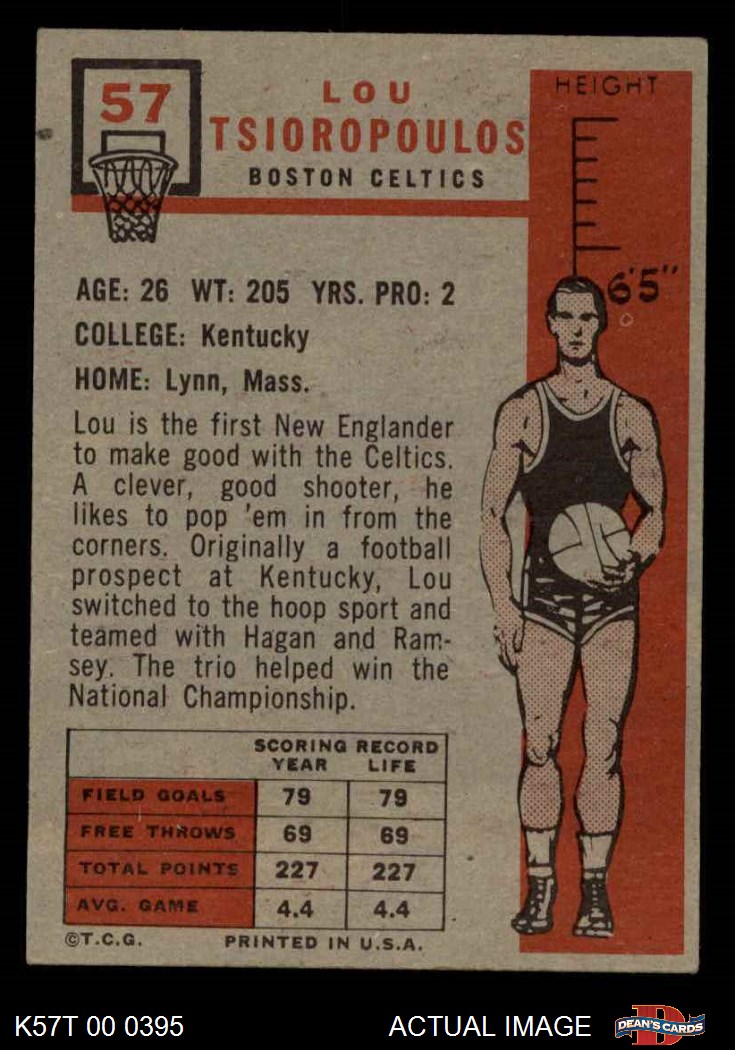 57
LOU
TSIOROPOULOS
BOSTON CELTICS
HEIGHT
6'5"
AGE: 26 WT: 205 YRS. PRO: 2
COLLEGE: Kentucky
HOME: Lynn, Mass.
Lou is the first New Englander
to make good with the Celtics.
A clever, good shooter, he
likes to pop 'em in from the
corners. Originally a football
prospect at Kentucky, Lou
switched to the hoop sport and
teamed with Hagan and Ram-
sey. The trio helped win the
National Championship.
SCORING RECORD
YEAR LIFE
FIELD GOALS 79 79
FREE THROWS 69 69
TOTAL POINTS 227 227
AVG. GAME 4.4 4.4
©T.C.G. PRINTED IN U.S.A.
K57T 00 0395 ACTUAL IMAGE
D
DEAN'S CARDS